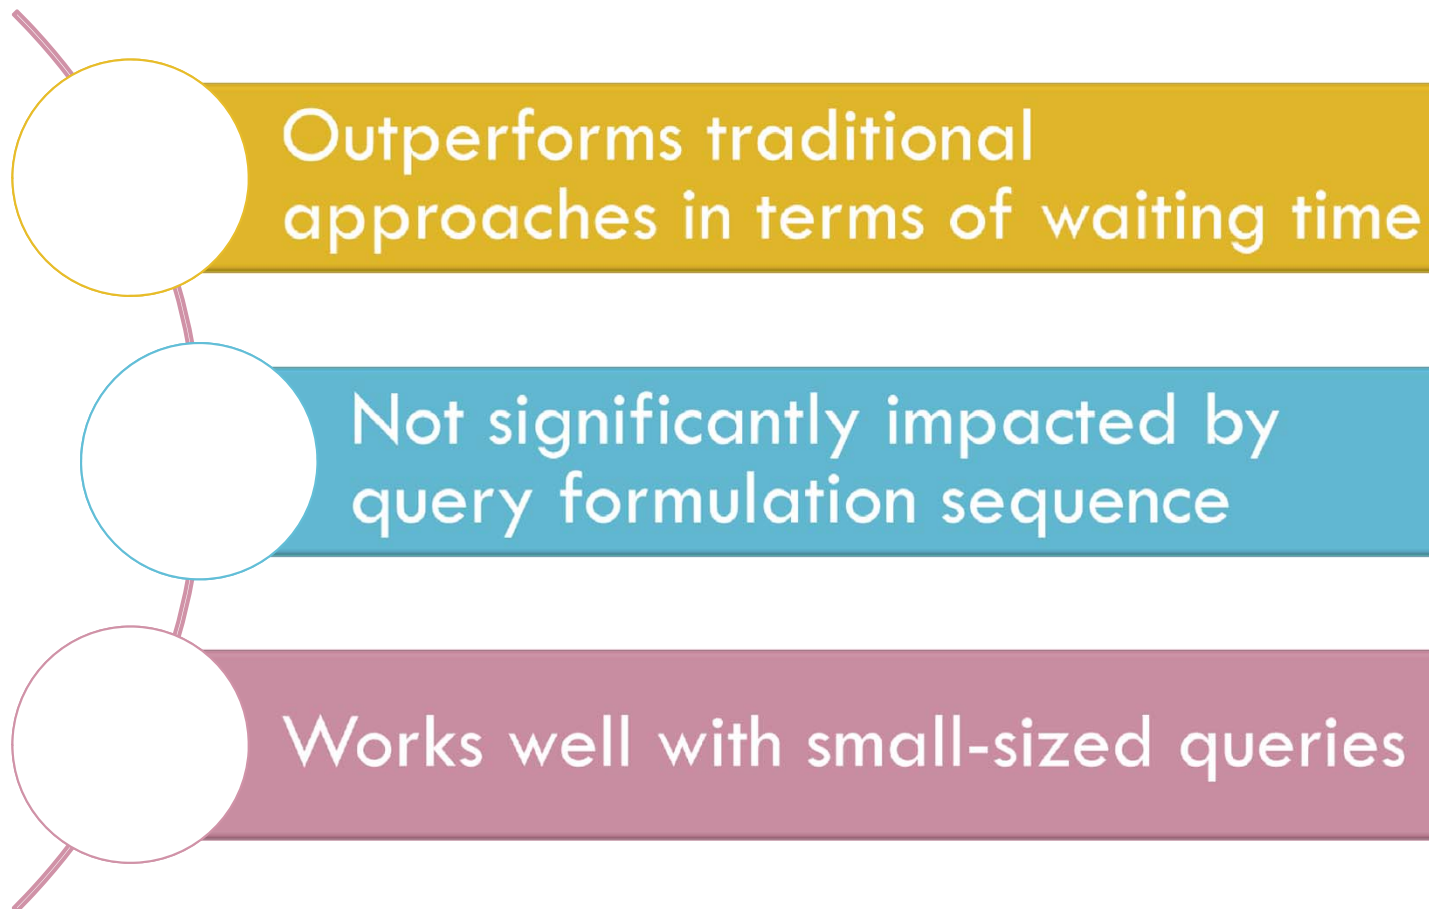 Outperforms traditional
approaches in terms of waiting time
Not significantly impacted by
query formulation sequence
Works well with small-sized queries